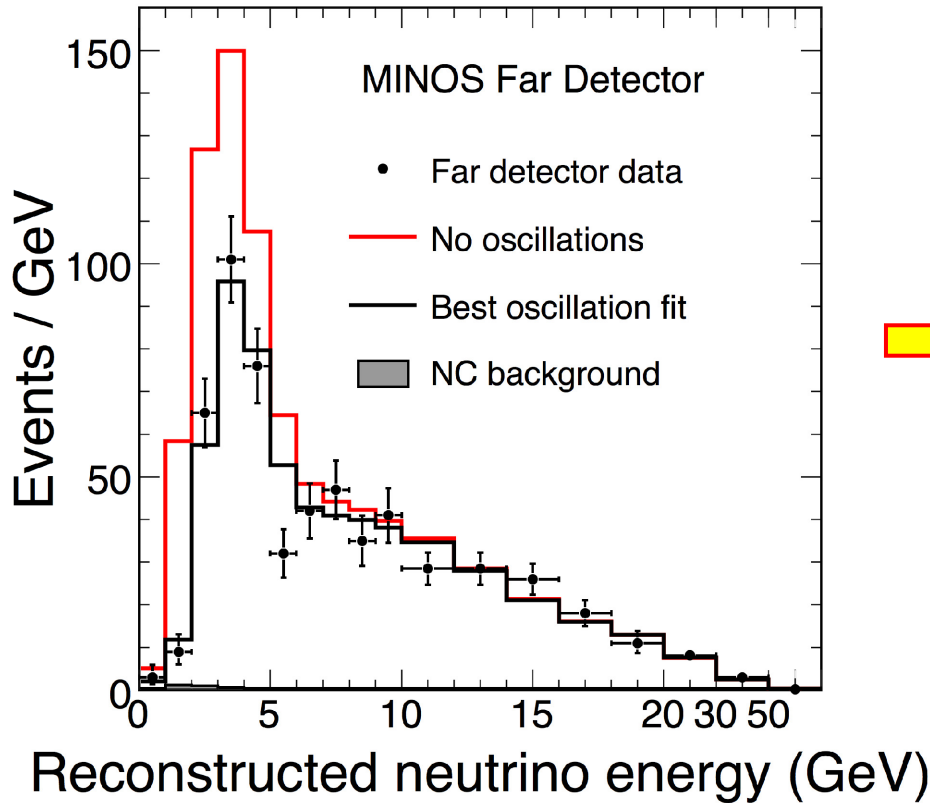 150
MINOS Far Detector
Far detector data
No oscillations
100
Best oscillation fit
NC background
50
0
0 5 10 15 20 30 50
Events / GeV
Reconstructed neutrino energy (GeV)